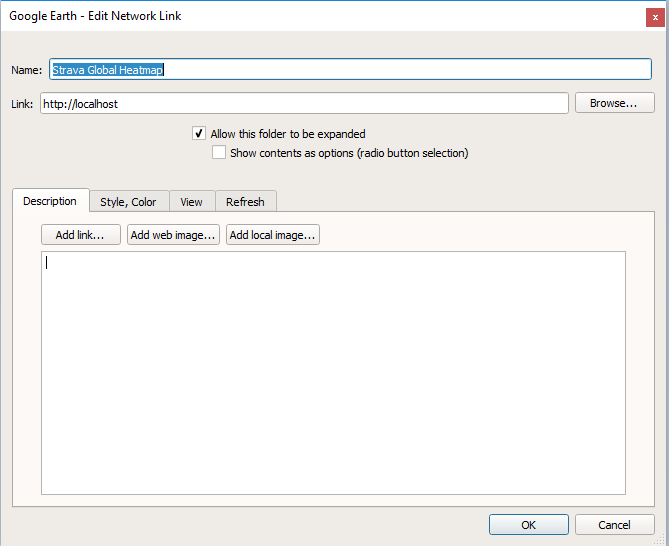 Google Earth - Edit Network Link
x
Name: Strava Global Heatmap
Link: http://localhost Browse...
Allow this folder to be expanded
Show contents as options (radio button selection)
Description Style, Color View Refresh
Add link... Add web image... Add local image...
OK Cancel